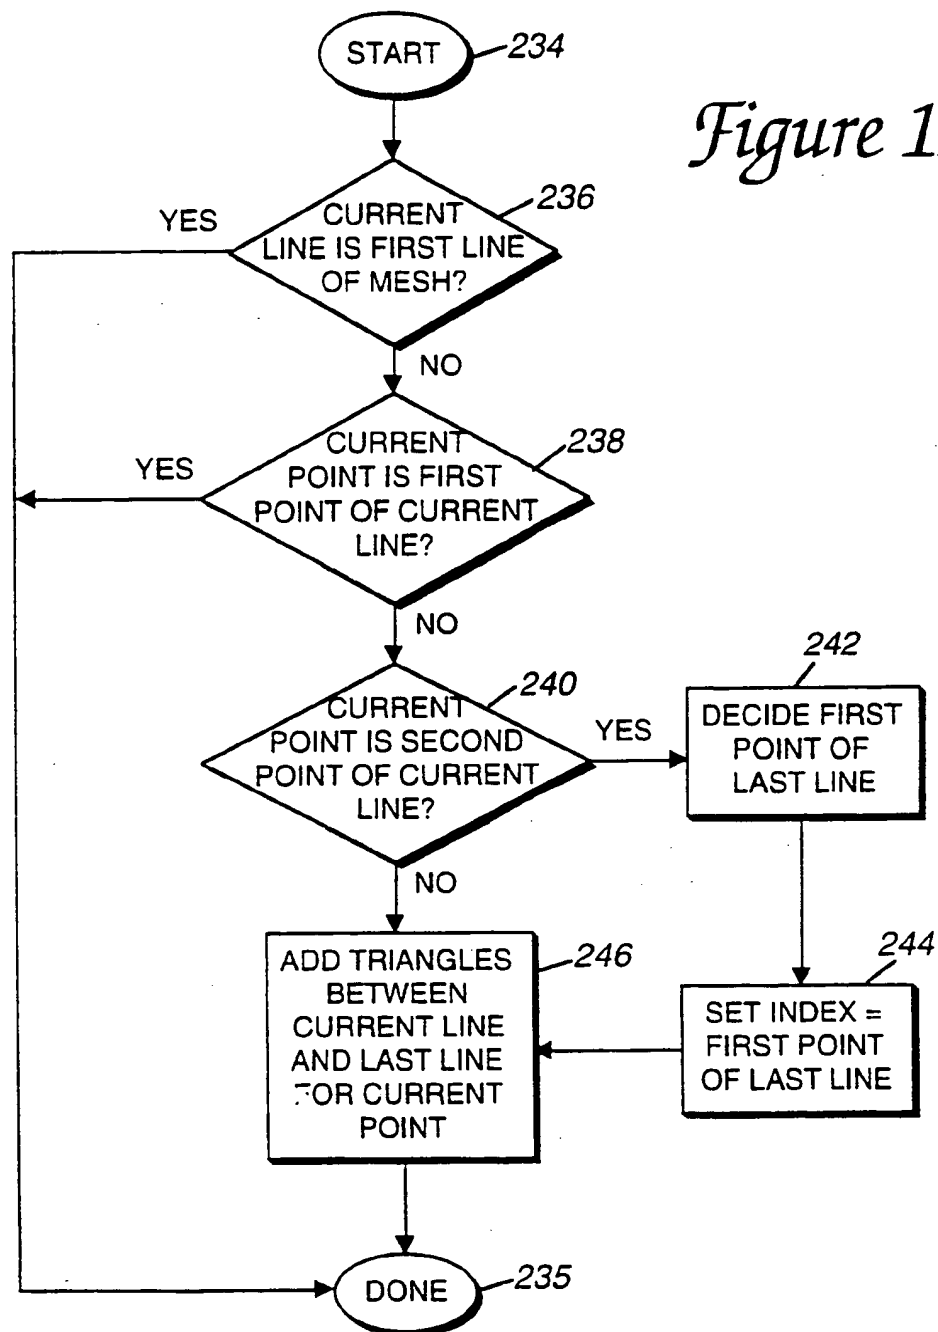 START
234
Figure 1
236
YES
CURRENT
LINE IS FIRST LINE
OF MESH?
NO
238
YES
CURRENT
POINT IS FIRST
POINT OF CURRENT
LINE?
NO
240
CURRENT
POINT IS SECOND
POINT OF CURRENT
LINE?
YES
242
DECIDE FIRST
POINT OF
LAST LINE
NO
246
ADD TRIANGLES
BETWEEN
CURRENT LINE
AND LAST LINE
FOR CURRENT
POINT
244
SET INDEX =
FIRST POINT
OF LAST LINE
DONE
235